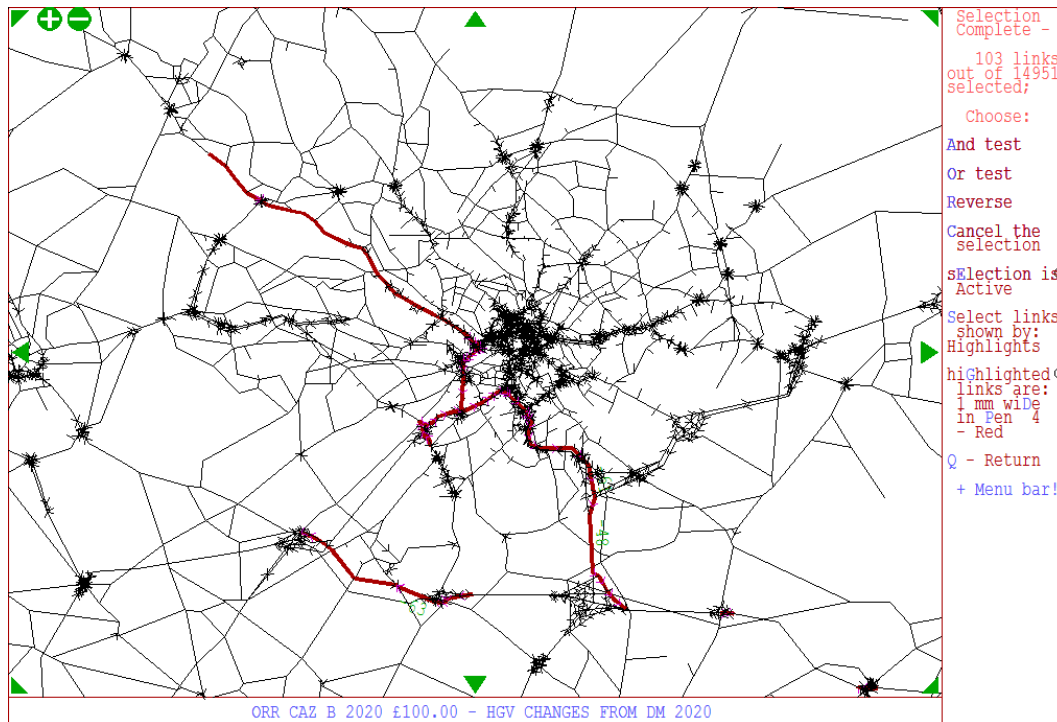 Selection
Complete -
103 links
out of 14951
selected;
Choose:
And test
Or test
Reverse
Cancel the
selection
sElection is
Active
Select links
shown by:
Highlights
hiGhlighted
links are:
1 mm wiDe
in Pen 4
- Red
Q - Return
+ Menu bar!
-48
ORR CAZ B 2020 £100.00 - HGV CHANGES FROM DM 2020